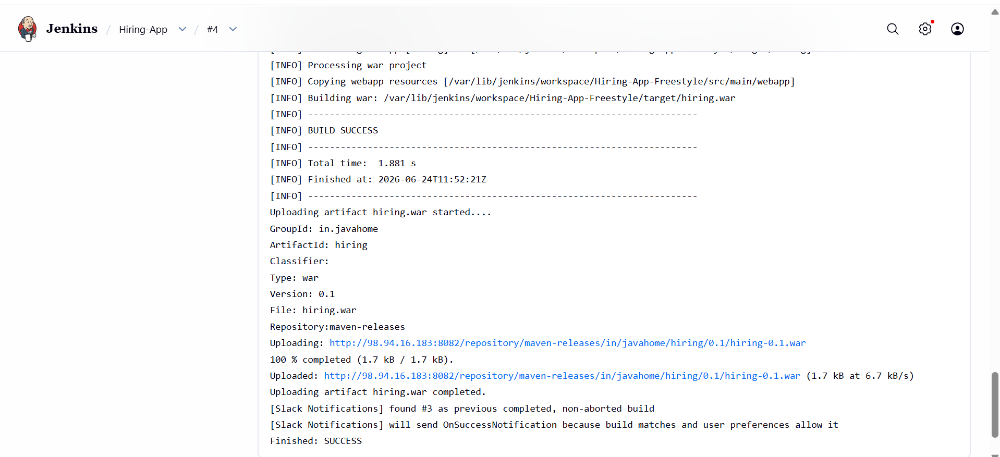 Jenkins / Hiring-App / #4
[INFO] Processing war project
[INFO] Copying webapp resources [/var/lib/jenkins/workspace/Hiring-App-Freestyle/src/main/webapp]
[INFO] Building war: /var/lib/jenkins/workspace/Hiring-App-Freestyle/target/hiring.war
[INFO] ------------------------------------------------------------------------
[INFO] BUILD SUCCESS
[INFO] ------------------------------------------------------------------------
[INFO] Total time:  1.881 s
[INFO] Finished at: 2026-06-24T11:52:21Z
[INFO] ------------------------------------------------------------------------
Uploading artifact hiring.war started....
GroupId: in.javahome
ArtifactId: hiring
Classifier:
Type: war
Version: 0.1
File: hiring.war
Repository:maven-releases
Uploading: http://98.94.16.183:8082/repository/maven-releases/in/javahome/hiring/0.1/hiring-0.1.war
100 % completed (1.7 kB / 1.7 kB).
Uploaded: http://98.94.16.183:8082/repository/maven-releases/in/javahome/hiring/0.1/hiring-0.1.war (1.7 kB at 6.7 kB/s)
Uploading artifact hiring.war completed.
[Slack Notifications] found #3 as previous completed, non-aborted build
[Slack Notifications] will send OnSuccessNotification because build matches and user preferences allow it
Finished: SUCCESS